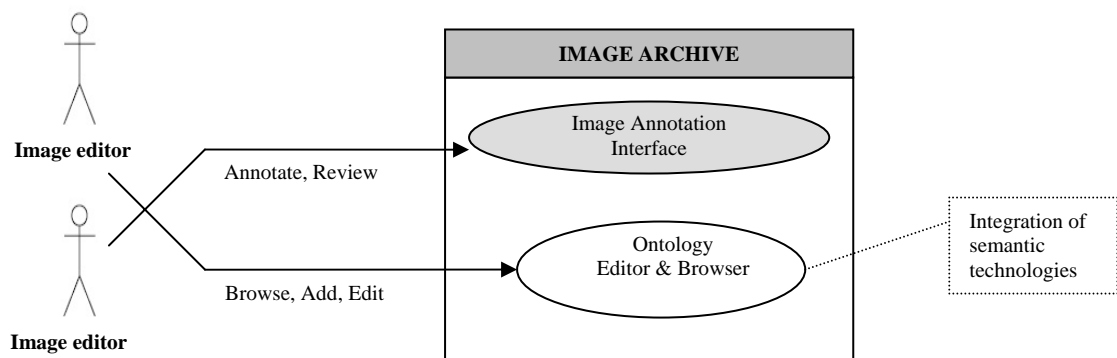 IMAGE ARCHIVE
Image Annotation
Interface
Image editor
Annotate, Review
Integration of
semantic
technologies
Ontology
Editor & Browser
Browse, Add, Edit
Image editor